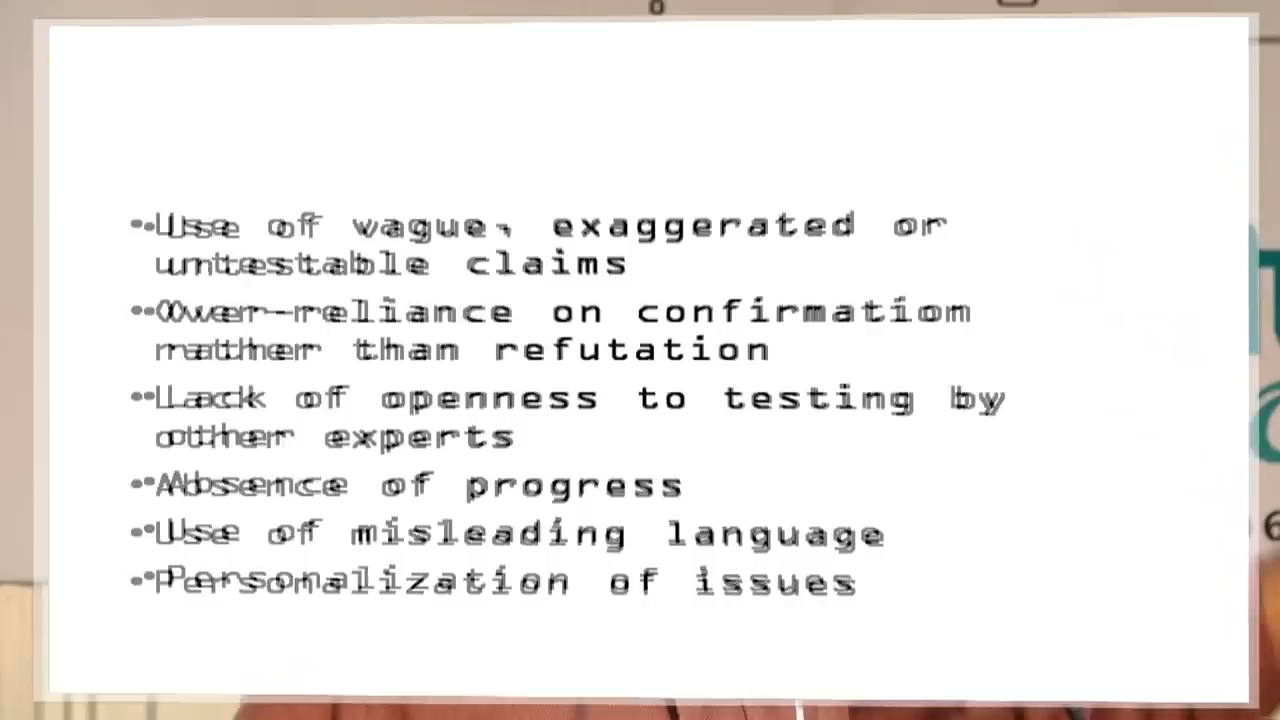 •Use of vague, exaggerated or
untestable claims
•Over-reliance on confirmation
rather than refutation
•Lack of openness to testing by
other experts
•Absence of progress
•Use of misleading language
•Personalization of issues